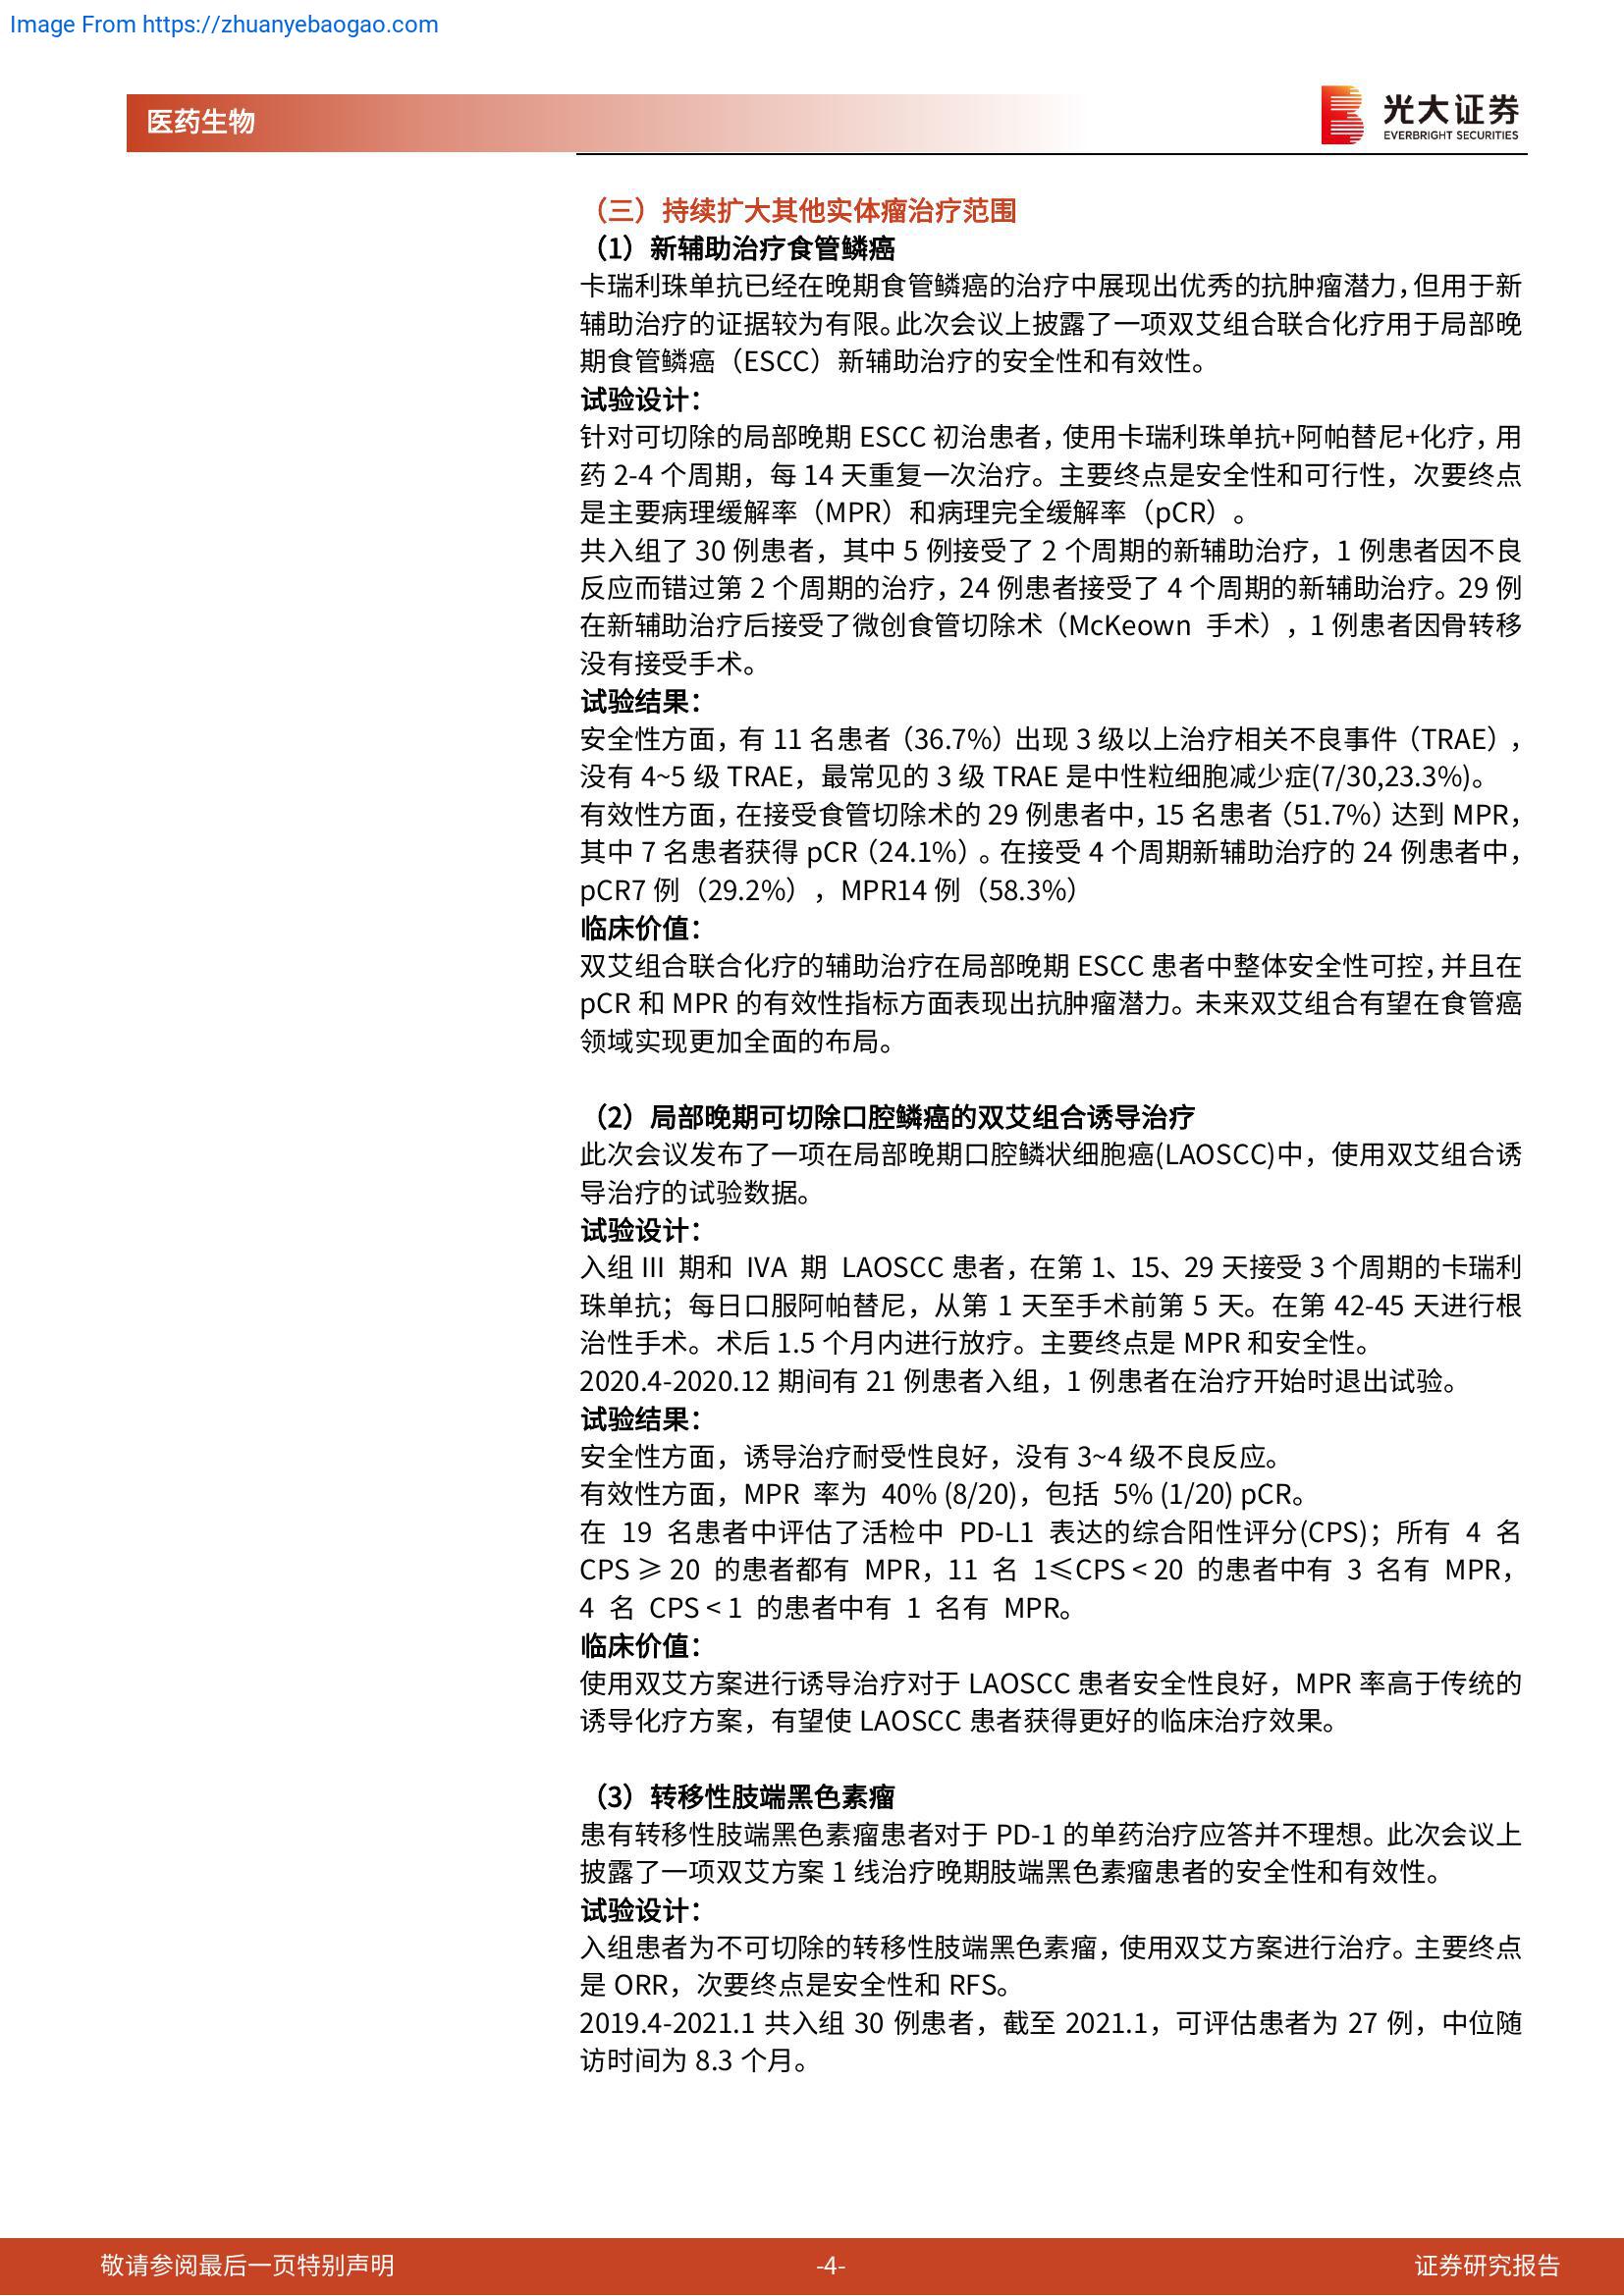 Image From https://zhuanyebaogao.com
医药生物
光大证券
EVERBRIGHT SECURITIES
（三）持续扩大其他实体瘤治疗范围
（1）新辅助治疗食管鳞癌
卡瑞利珠单抗已经在晚期食管鳞癌的治疗中展现出优秀的抗肿瘤潜力，但用于新
辅助治疗的证据较为有限。此次会议上披露了一项双艾组合联合化疗用于局部晚
期食管鳞癌（ESCC）新辅助治疗的安全性和有效性。
试验设计：
针对可切除的局部晚期 ESCC 初治患者，使用卡瑞利珠单抗+阿帕替尼+化疗，用
药 2-4 个周期，每 14 天重复一次治疗。主要终点是安全性和可行性，次要终点
是主要病理缓解率（MPR）和病理完全缓解率（pCR）。
共入组了 30 例患者，其中 5 例接受了 2 个周期的新辅助治疗，1 例患者因不良
反应而错过第 2 个周期的治疗，24 例患者接受了 4 个周期的新辅助治疗。29 例
在新辅助治疗后接受了微创食管切除术（McKeown 手术），1 例患者因骨转移
没有接受手术。
试验结果：
安全性方面，有 11 名患者（36.7%）出现 3 级以上治疗相关不良事件（TRAE），
没有 4~5 级 TRAE，最常见的 3 级 TRAE 是中性粒细胞减少症(7/30,23.3%)。
有效性方面，在接受食管切除术的 29 例患者中，15 名患者（51.7%）达到 MPR，
其中 7 名患者获得 pCR（24.1%）。在接受 4 个周期新辅助治疗的 24 例患者中，
pCR7 例（29.2%），MPR14 例（58.3%）
临床价值：
双艾组合联合化疗的辅助治疗在局部晚期 ESCC 患者中整体安全性可控，并且在
pCR 和 MPR 的有效性指标方面表现出抗肿瘤潜力。未来双艾组合有望在食管癌
领域实现更加全面的布局。
（2）局部晚期可切除口腔鳞癌的双艾组合诱导治疗
此次会议发布了一项在局部晚期口腔鳞状细胞癌(LAOSCC)中，使用双艾组合诱
导治疗的试验数据。
试验设计：
入组 III 期和 IVA 期 LAOSCC 患者，在第 1、15、29 天接受 3 个周期的卡瑞利
珠单抗；每日口服阿帕替尼，从第 1 天至手术前第 5 天。在第 42-45 天进行根
治性手术。术后 1.5 个月内进行放疗。主要终点是 MPR 和安全性。
2020.4-2020.12 期间有 21 例患者入组，1 例患者在治疗开始时退出试验。
试验结果：
安全性方面，诱导治疗耐受性良好，没有 3~4 级不良反应。
有效性方面，MPR 率为 40% (8/20)，包括 5% (1/20) pCR。
在 19 名患者中评估了活检中 PD-L1 表达的综合阳性评分(CPS)；所有 4 名
CPS ≥ 20 的患者都有 MPR，11 名 1≤CPS < 20 的患者中有 3 名有 MPR，
4 名 CPS < 1 的患者中有 1 名有 MPR。
临床价值：
使用双艾方案进行诱导治疗对于 LAOSCC 患者安全性良好，MPR 率高于传统的
诱导化疗方案，有望使 LAOSCC 患者获得更好的临床治疗效果。
（3）转移性肢端黑色素瘤
患有转移性肢端黑色素瘤患者对于 PD-1 的单药治疗应答并不理想。此次会议上
披露了一项双艾方案 1 线治疗晚期肢端黑色素瘤患者的安全性和有效性。
试验设计：
入组患者为不可切除的转移性肢端黑色素瘤，使用双艾方案进行治疗。主要终点
是 ORR，次要终点是安全性和 RFS。
2019.4-2021.1 共入组 30 例患者，截至 2021.1，可评估患者为 27 例，中位随
访时间为 8.3 个月。
敬请参阅最后一页特别声明
-4-
证券研究报告